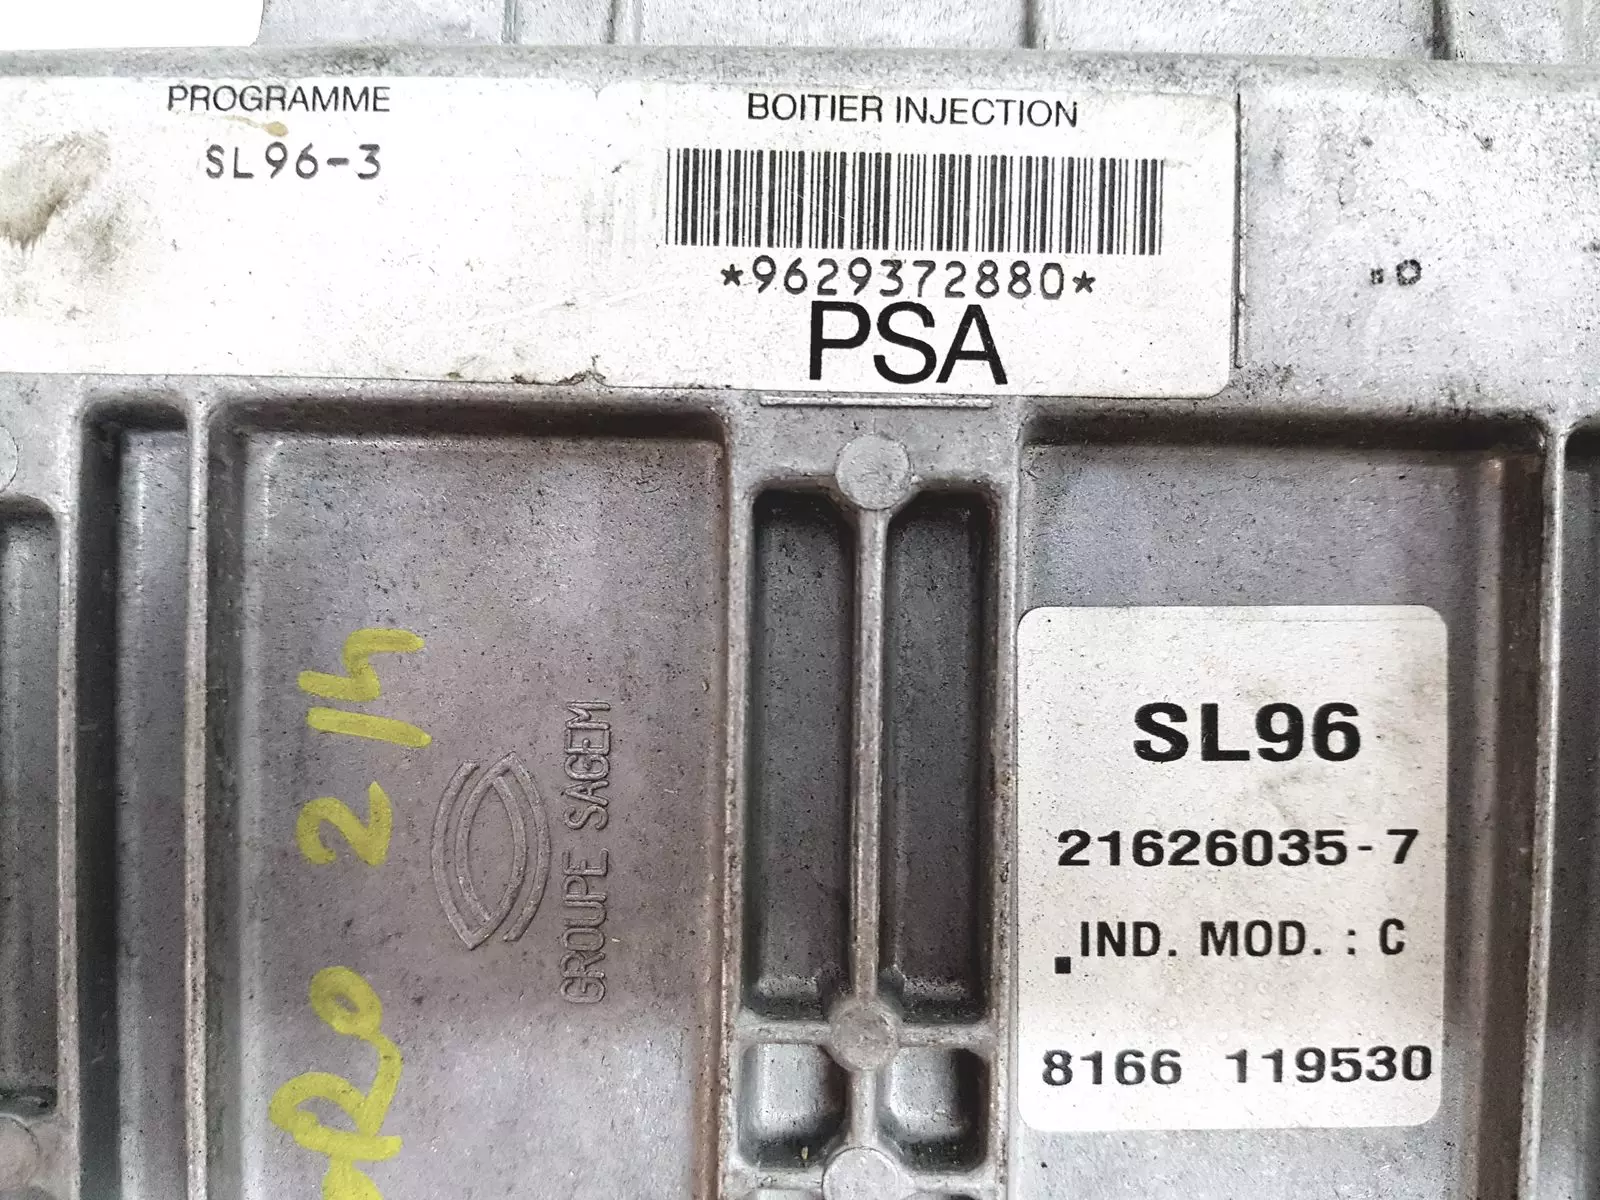 PROGRAMME
SL96-3
BOITIER INJECTION
*9629372880*
PSA
GROUPE SAGEM
SL96
21626035-7
IND. MOD. : C
8166 119530